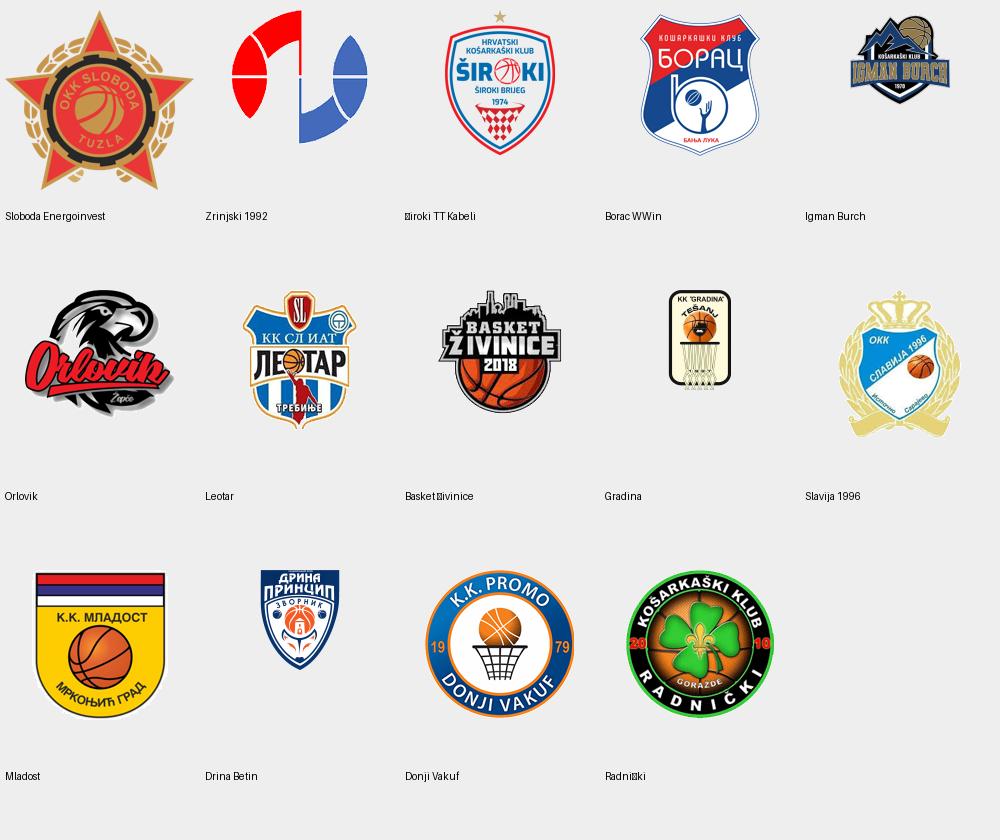 OKK SLOBODA
TUZLA
HRVATSKI
KOŠARKAŠKI KLUB
ŠIROKI
ŠIROKI BRIJEG
1974
КОШАРКАШКИ КЛУБ
БОРАЦ
БАЊА ЛУКА
KOŠARKAŠKI KLUB
IGMAN BURCH
1970
Sloboda Energoinvest
Zrinjski 1992
iroki TT Kabeli
Borac WWin
Igman Burch
Orlovik
Žepče
SL
КК СЛ ИАТ
ЛЕОТАР
ТРЕБИЊЕ
BASKET
ŽIVINICE
2018
KK "GRADINA"
TEŠANJ
ОКК
СЛАВИЈА 1996
Источно Сарајево
Orlovik
Leotar
Basket ivinice
Gradina
Slavija 1996
К.К. МЛАДОСТ
МРКОЊИЋ ГРАД
ДРИНА
ПРИНЦИП
ЗВОРНИК
K.K. PROMO
19 79
DONJI VAKUF
KOŠARKAŠKI KLUB
20 10
GORAŽDE
RADNIČKI
Mladost
Drina Betin
Donji Vakuf
Radni ki